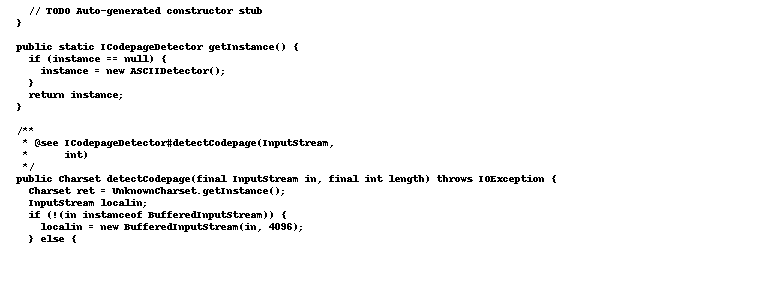 // TODO Auto-generated constructor stub
}
public static ICodepageDetector getInstance() {
if (instance == null) {
instance = new ASCIIDetector();
}
return instance;
}
/**
* @see ICodepageDetector#detectCodepage(InputStream,
* int)
*/
public Charset detectCodepage(final InputStream in, final int length) throws IOException {
Charset ret = UnknownCharset.getInstance();
InputStream localin;
if (!(in instanceof BufferedInputStream)) {
localin = new BufferedInputStream(in, 4096);
} else {